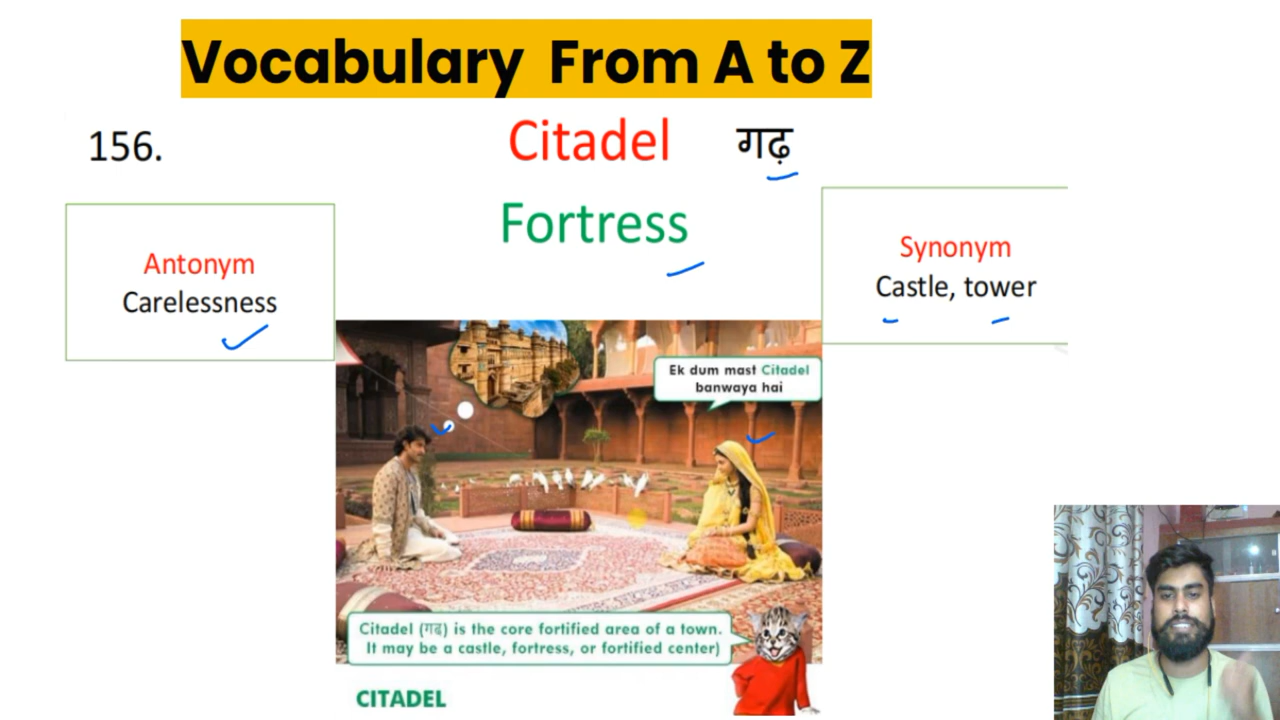 Vocabulary From A to Z
156.
Citadel गढ़
Fortress
Antonym
Carelessness
Synonym
Castle, tower
Ek dum mast Citadel
banwaya hai
Citadel (गढ़) is the core fortified area of a town.
It may be a castle, fortress, or fortified center)
CITADEL